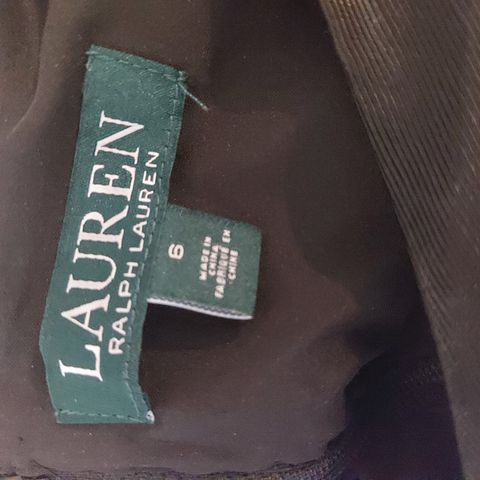 LAUREN
RALPH LAUREN
6
MADE IN
CHINA
FABRIQUÉ EN
CHINE